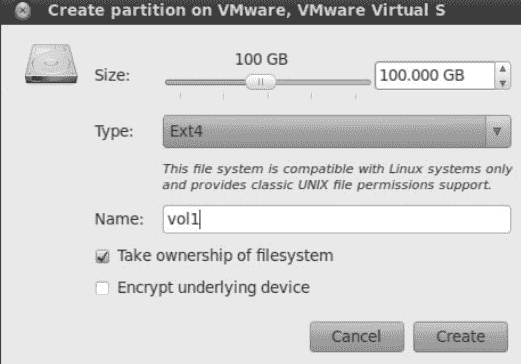 Create partition on VMware, VMware Virtual S
100 GB
Size:
100.000 GB
Type:
Ext4
This file system is compatible with Linux systems only
and provides classic UNIX file permissions support.
Name:
vol1
Take ownership of filesystem
Encrypt underlying device
Cancel
Create